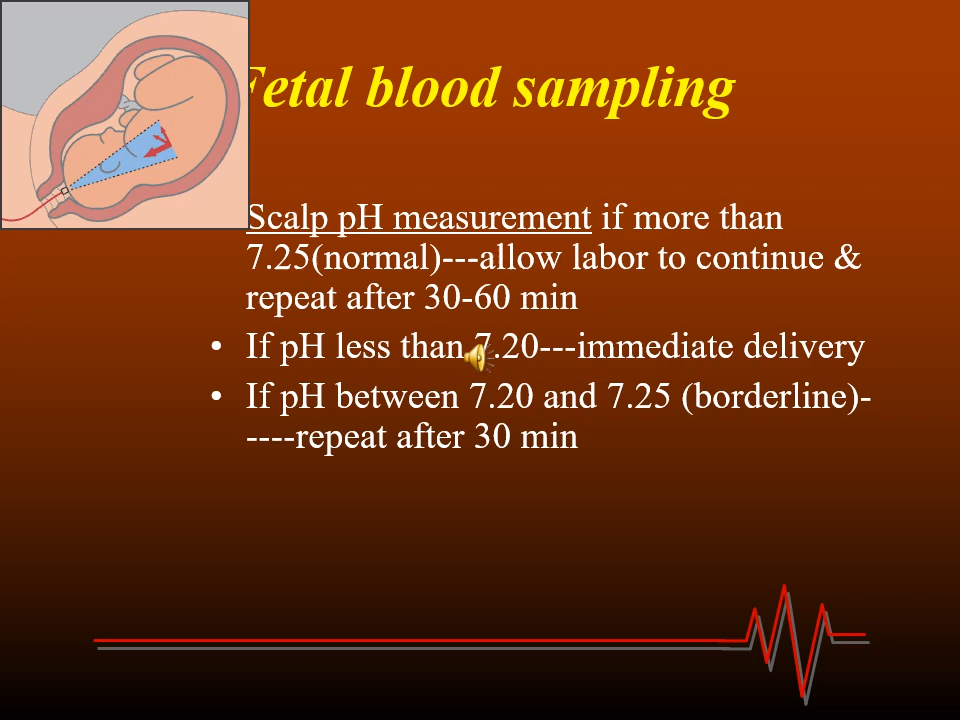 Fetal blood sampling
Scalp pH measurement if more than
7.25(normal)---allow labor to continue &
repeat after 30-60 min
• If pH less than 7.20---immediate delivery
• If pH between 7.20 and 7.25 (borderline)-
----repeat after 30 min